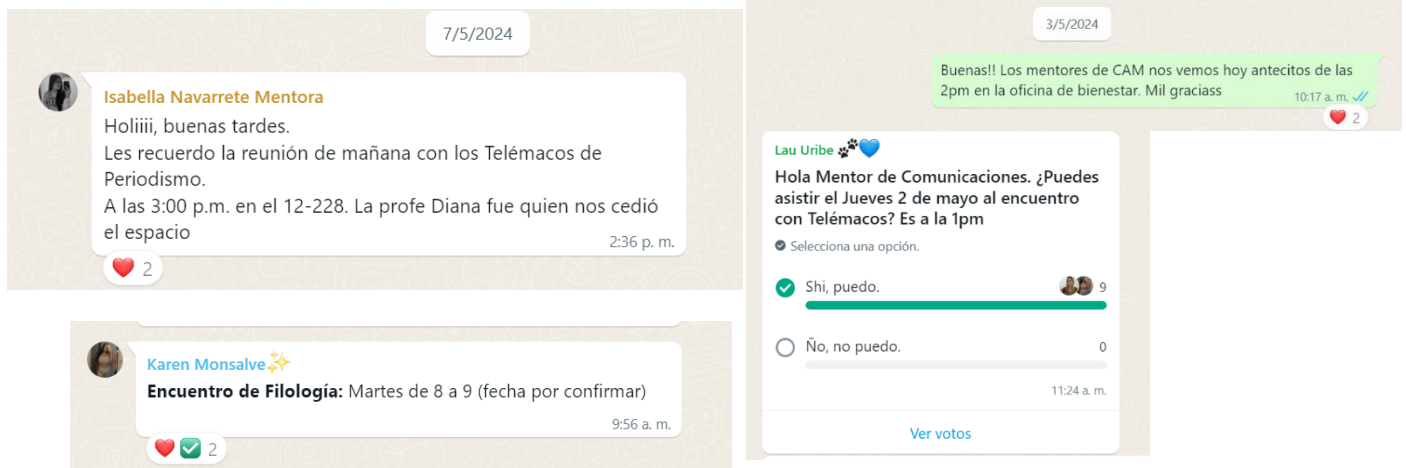 7/5/2024
Isabella Navarrete Mentora
Holiiii, buenas tardes.
Les recuerdo la reunión de mañana con los Telémacos de
Periodismo.
A las 3:00 p.m. en el 12-228. La profe Diana fue quien nos cedió
el espacio
2:36 p. m.
2
Karen Monsalve
Encuentro de Filología: Martes de 8 a 9 (fecha por confirmar)
9:56 a. m.
2
3/5/2024
Buenas!! Los mentores de CAM nos vemos hoy antecitos de las
2pm en la oficina de bienestar. Mil graciass
10:17 a. m.
2
Lau Uribe
Hola Mentor de Comunicaciones. ¿Puedes
asistir el Jueves 2 de mayo al encuentro
con Telémacos? Es a la 1pm
Selecciona una opción.
Shi, puedo. 9
Ño, no puedo. 0
11:24 a. m.
Ver votos